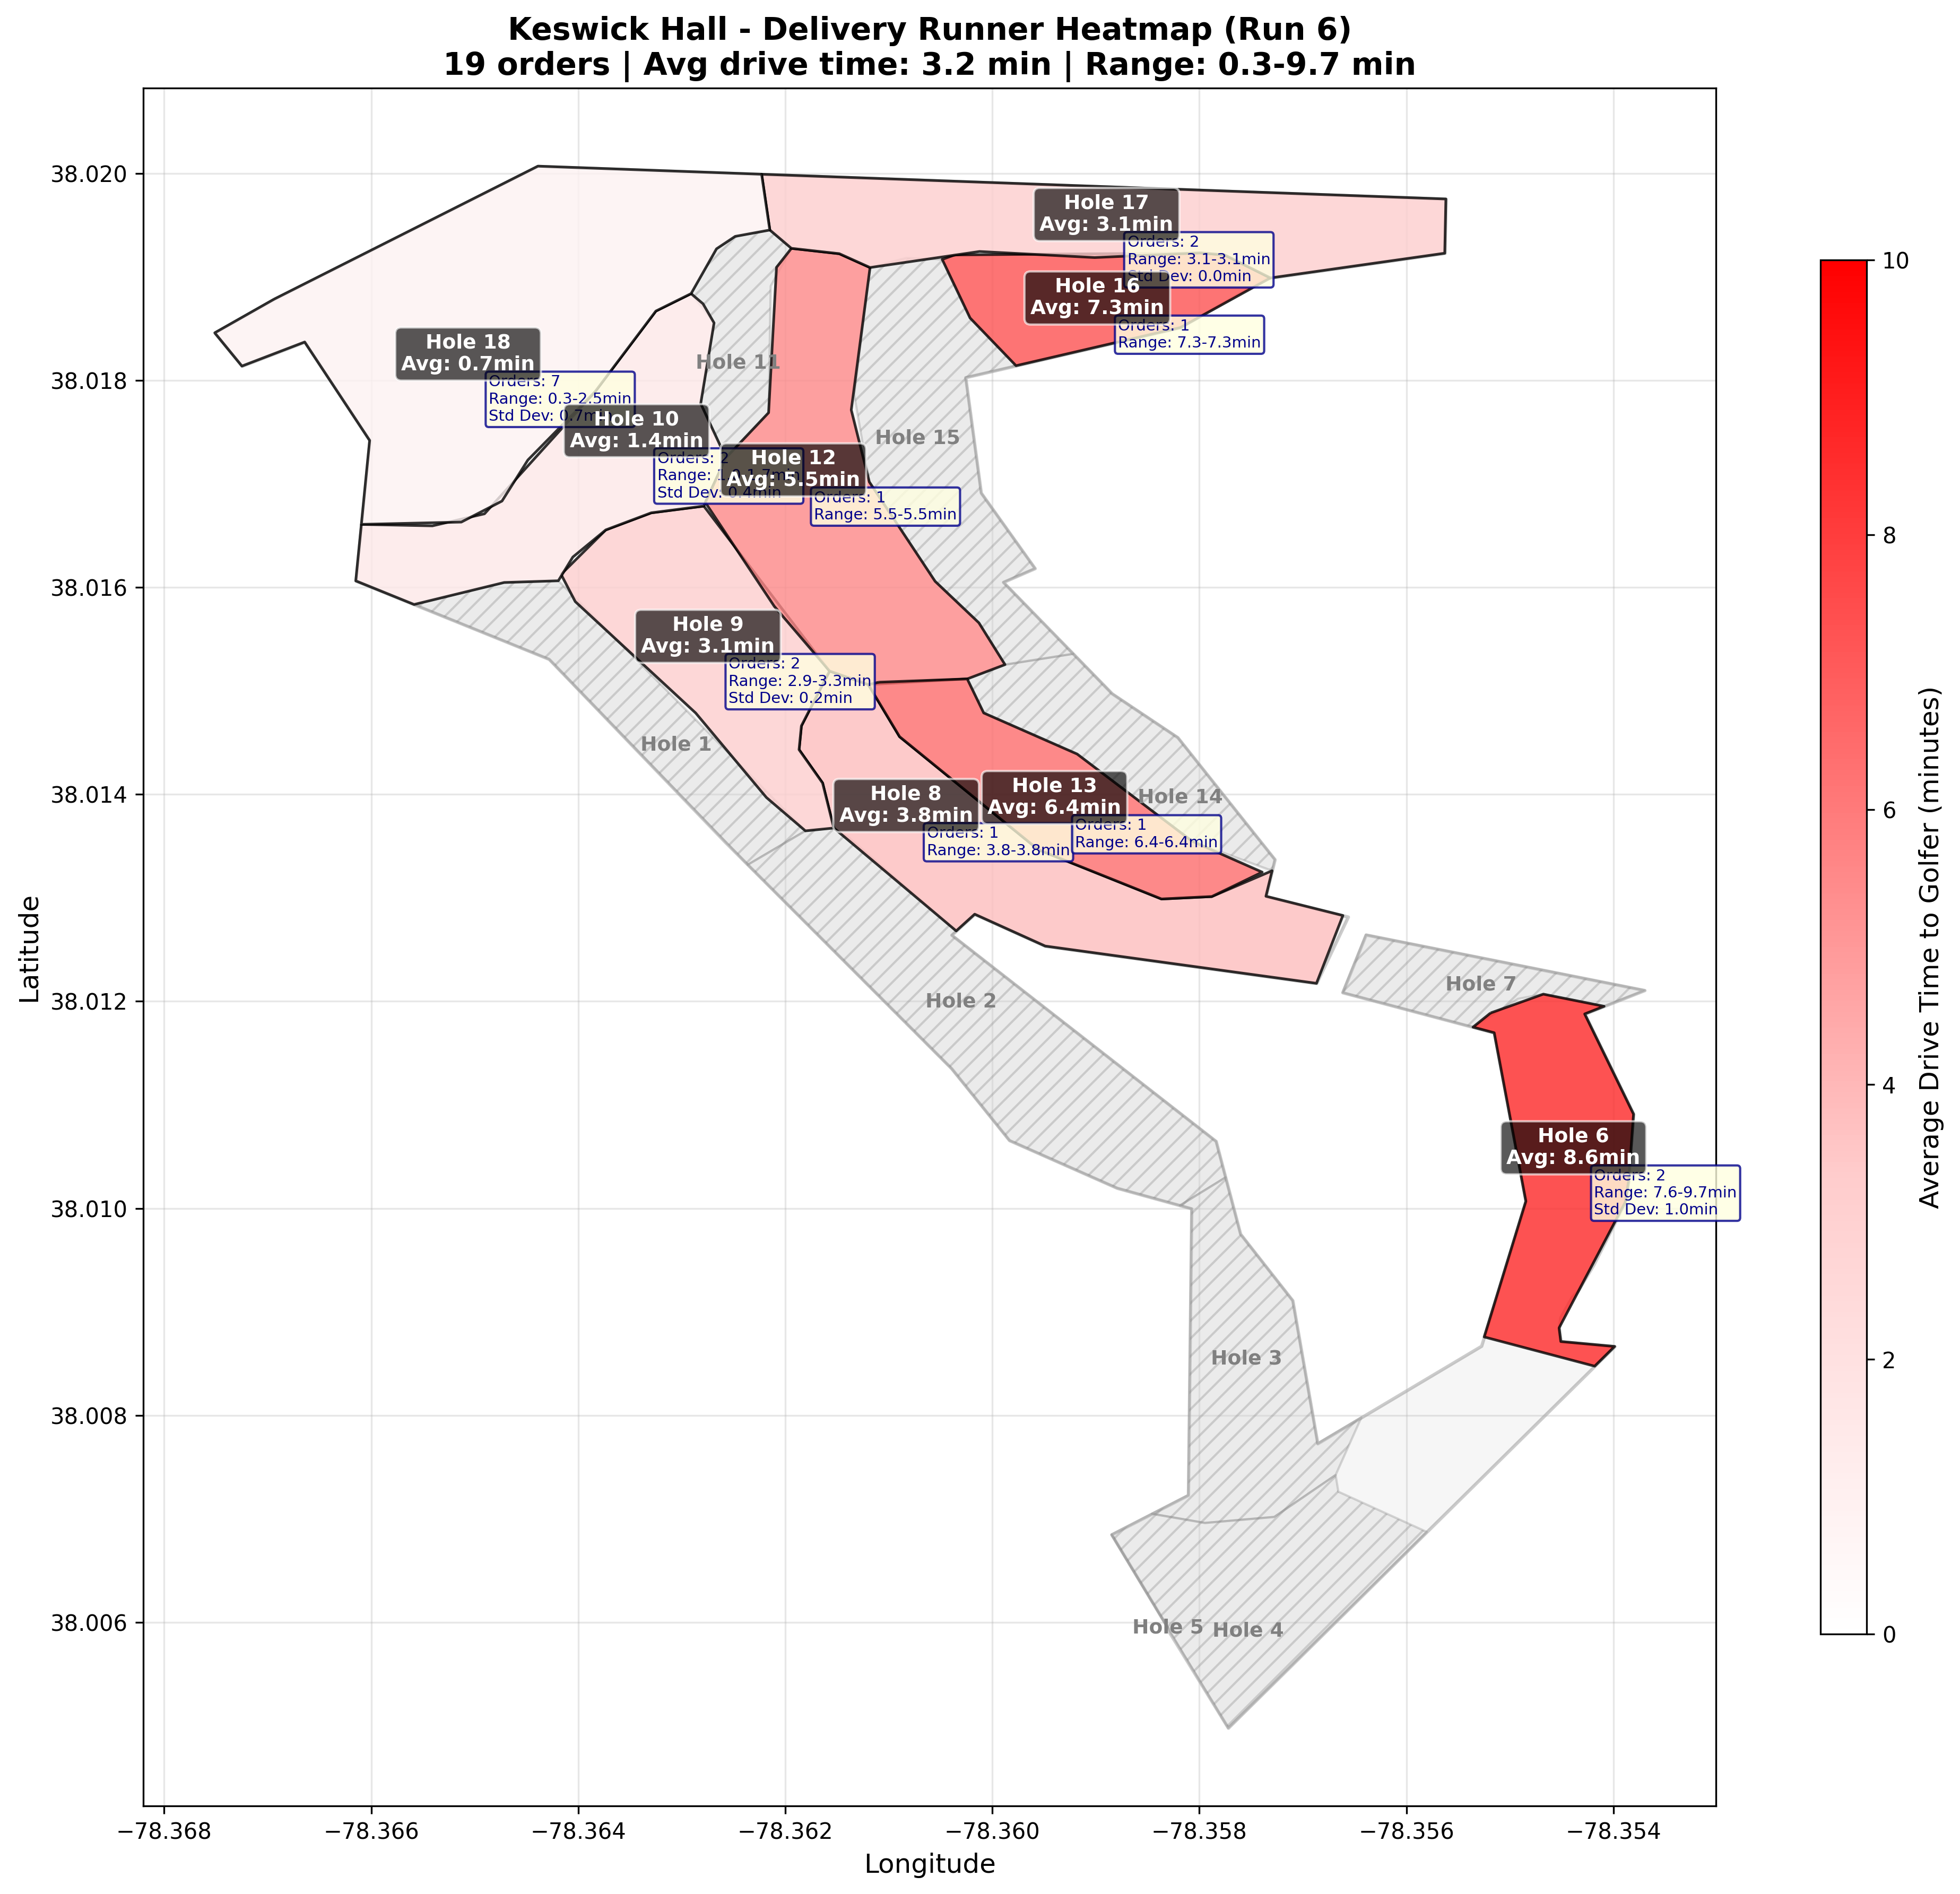 Keswick Hall - Delivery Runner Heatmap (Run 6)
19 orders | Avg drive time: 3.2 min | Range: 0.3-9.7 min
Latitude
38.020
38.018
38.016
38.014
38.012
38.010
38.008
38.006
Hole 17
Avg: 3.1min
Orders: 2
Range: 3.1-3.1min
Std Dev: 0.0min
Hole 16
Avg: 7.3min
Orders: 1
Range: 7.3-7.3min
Hole 18
Avg: 0.7min
Orders: 7
Range: 0.3-2.5min
Std Dev: 0.7min
Hole 11
Hole 10
Avg: 1.4min
Orders: 2
Range:
Std Dev: 0.4min
Hole 12
Avg: 5.5min
Orders: 1
Range: 5.5-5.5min
Hole 15
Hole 9
Avg: 3.1min
Orders: 2
Range: 2.9-3.3min
Std Dev: 0.2min
Hole 1
Hole 8
Avg: 3.8min
Orders: 1
Range: 3.8-3.8min
Hole 13
Avg: 6.4min
Orders: 1
Range: 6.4-6.4min
Hole 14
Hole 7
Hole 2
Hole 6
Avg: 8.6min
Orders: 2
Range: 7.6-9.7min
Std Dev: 1.0min
Hole 3
Hole 5
Hole 4
−78.368
−78.366
−78.364
−78.362
−78.360
−78.358
−78.356
−78.354
Longitude
10
8
6
4
2
0
Average Drive Time to Golfer (minutes)